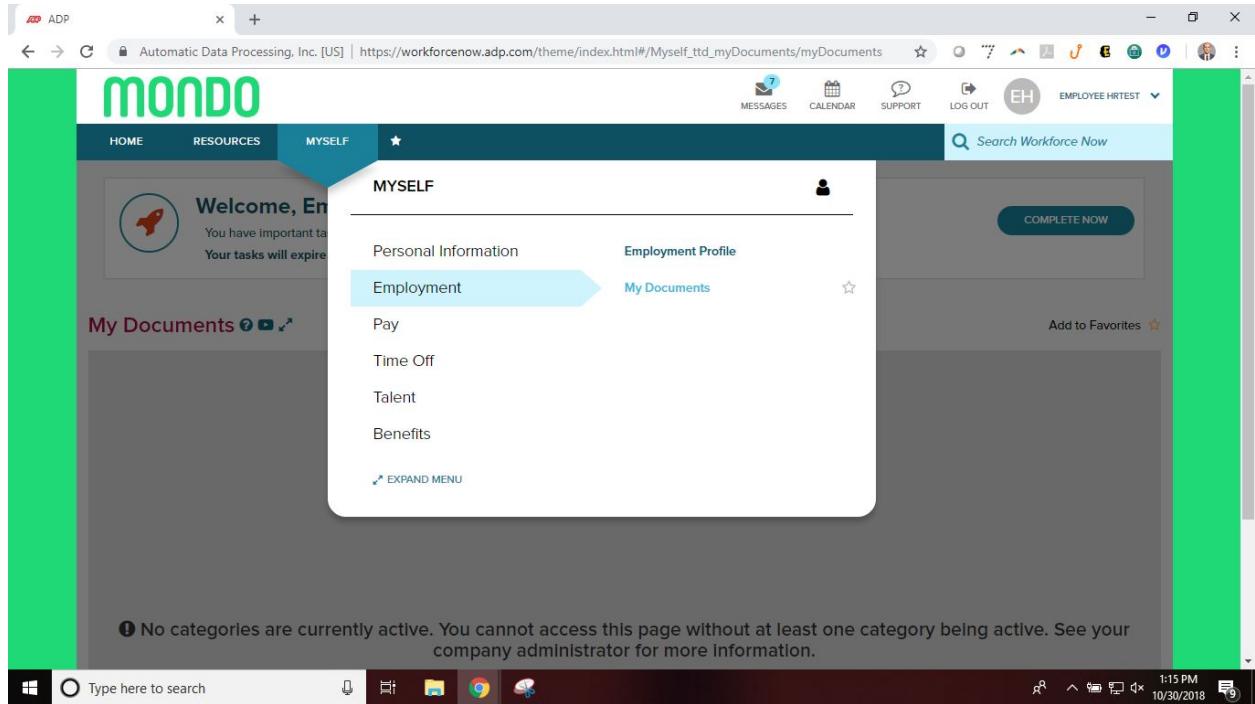 ADP
Automatic Data Processing, Inc. [US] | https://workforcenow.adp.com/theme/index.html#/Myself_ttd_myDocuments/myDocuments
MONDO
7
MESSAGES CALENDAR SUPPORT LOG OUT EH EMPLOYEE HRTEST
HOME RESOURCES MYSELF Search Workforce Now
MYSELF
Welcome, Em
You have important ta
Your tasks will expire
COMPLETE NOW
Personal Information Employment Profile
Employment My Documents
Pay
Time Off
Talent
Benefits
EXPAND MENU
My Documents Add to Favorites
No categories are currently active. You cannot access this page without at least one category being active. See your
company administrator for more information.
Type here to search
1:15 PM
10/30/2018
9